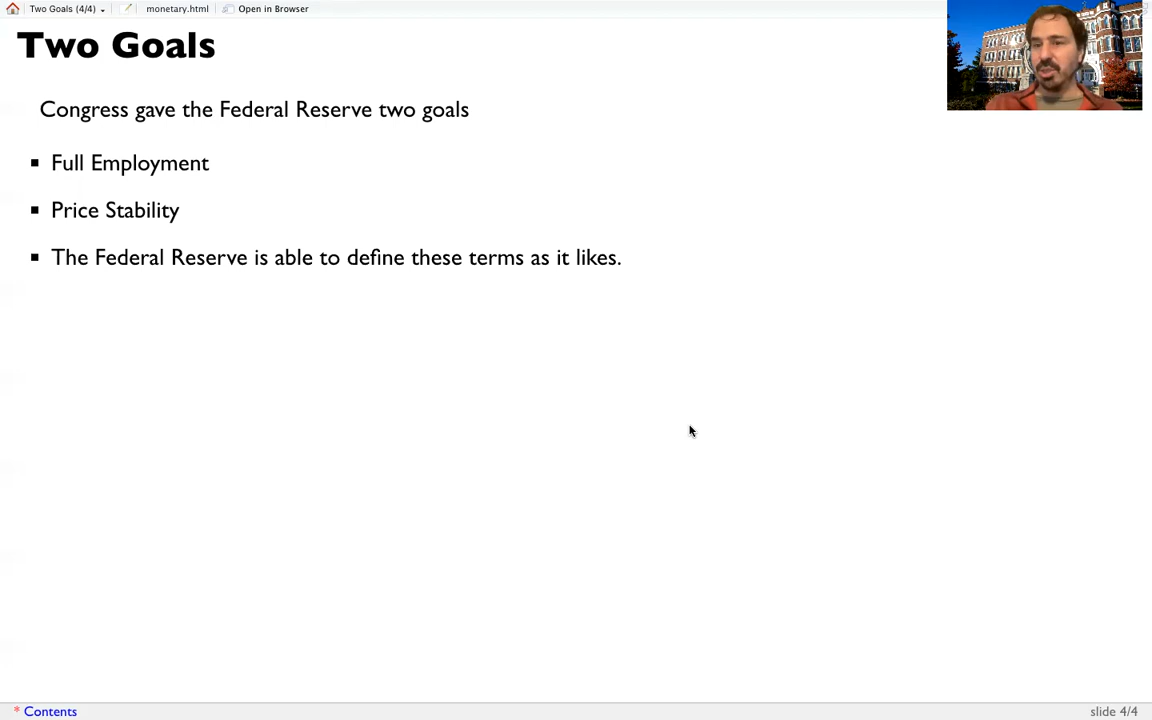 Two Goals (4/4)
monetary.html
Open in Browser
Two Goals
Congress gave the Federal Reserve two goals
Full Employment
Price Stability
The Federal Reserve is able to define these terms as it likes.
* Contents
slide 4/4